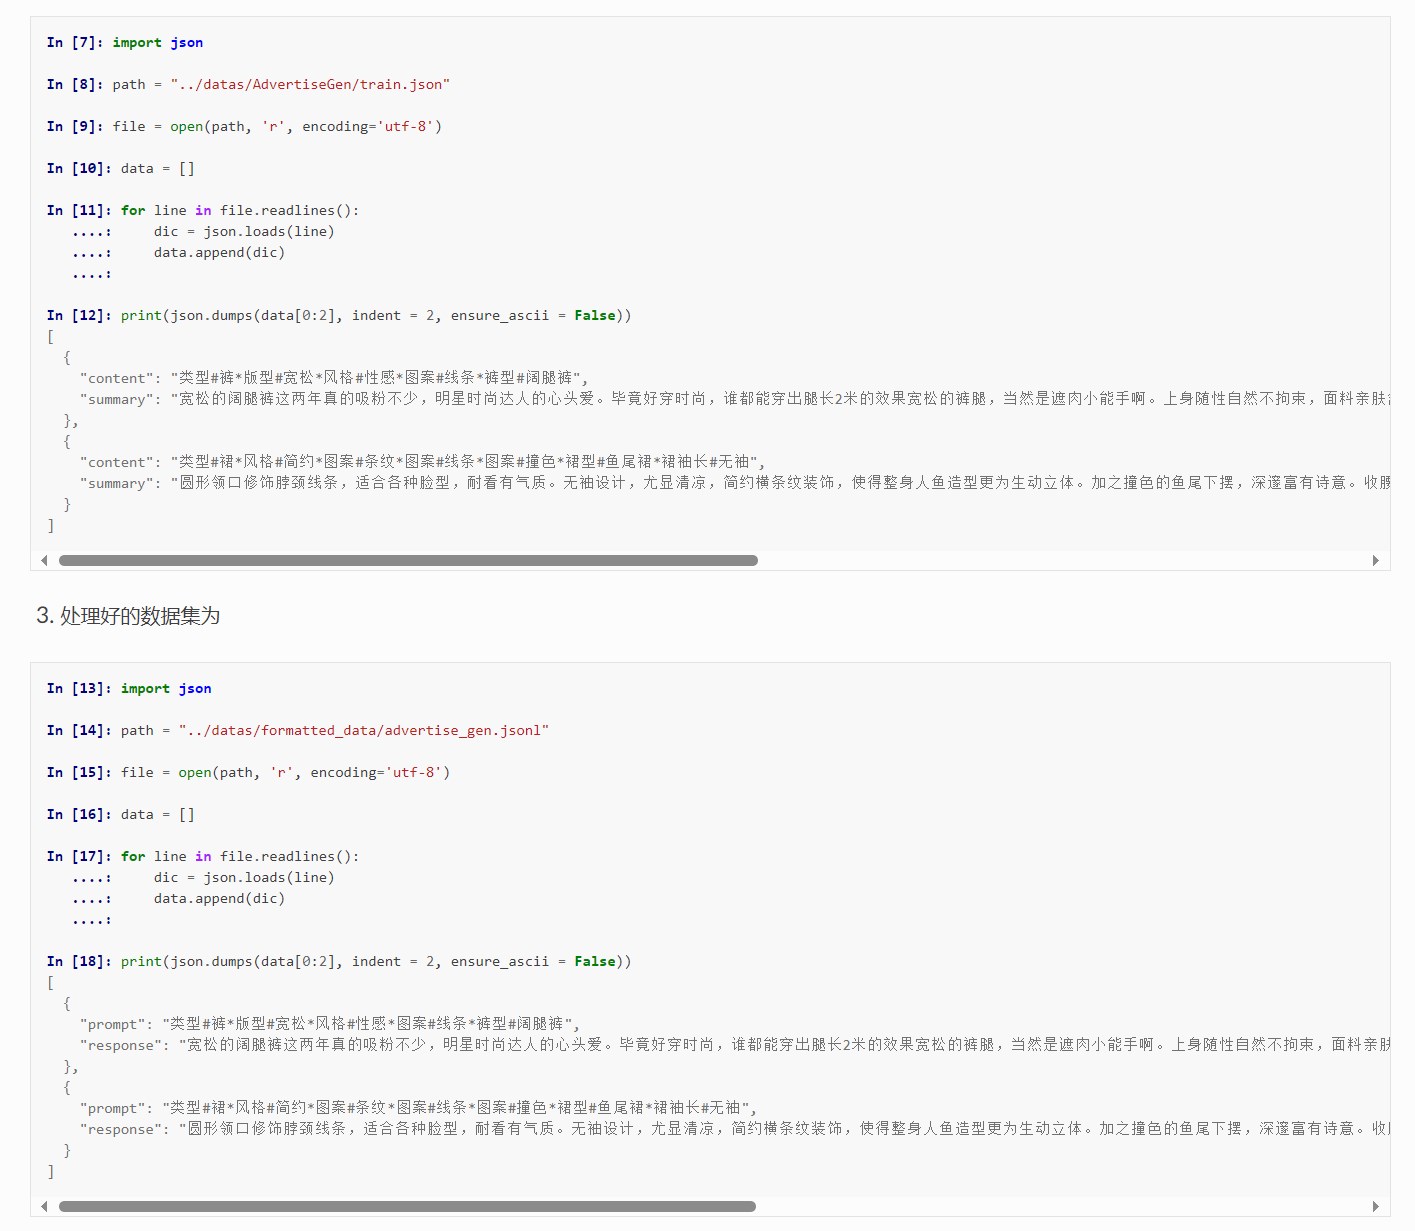 In [7]: import json
In [8]: path = "../datas/AdvertiseGen/train.json"
In [9]: file = open(path, 'r', encoding='utf-8')
In [10]: data = []
In [11]: for line in file.readlines():
....:     dic = json.loads(line)
....:     data.append(dic)
....:
In [12]: print(json.dumps(data[0:2], indent = 2, ensure_ascii = False))
[
  {
    "content": "类型#裤*版型#宽松*风格#性感*图案#线条*裤型#阔腿裤",
    "summary": "宽松的阔腿裤这两年真的吸粉不少，明星时尚达人的心头爱。毕竟好穿时尚，谁都能穿出腿长2米的效果宽松的裤腿，当然是遮肉小能手啊。上身随性自然不拘束，面料亲肤
  },
  {
    "content": "类型#裙*风格#简约*图案#条纹*图案#线条*图案#撞色*裙型#鱼尾裙*裙袖长#无袖",
    "summary": "圆形领口修饰脖颈线条，适合各种脸型，耐看有气质。无袖设计，尤显清凉，简约横条纹装饰，使得整身人鱼造型更为生动立体。加之撞色的鱼尾下摆，深邃富有诗意。收腰
  }
]
3. 处理好的数据集为
In [13]: import json
In [14]: path = "../datas/formatted_data/advertise_gen.jsonl"
In [15]: file = open(path, 'r', encoding='utf-8')
In [16]: data = []
In [17]: for line in file.readlines():
....:     dic = json.loads(line)
....:     data.append(dic)
....:
In [18]: print(json.dumps(data[0:2], indent = 2, ensure_ascii = False))
[
  {
    "prompt": "类型#裤*版型#宽松*风格#性感*图案#线条*裤型#阔腿裤",
    "response": "宽松的阔腿裤这两年真的吸粉不少，明星时尚达人的心头爱。毕竟好穿时尚，谁都能穿出腿长2米的效果宽松的裤腿，当然是遮肉小能手啊。上身随性自然不拘束，面料亲肤
  },
  {
    "prompt": "类型#裙*风格#简约*图案#条纹*图案#线条*图案#撞色*裙型#鱼尾裙*裙袖长#无袖",
    "response": "圆形领口修饰脖颈线条，适合各种脸型，耐看有气质。无袖设计，尤显清凉，简约横条纹装饰，使得整身人鱼造型更为生动立体。加之撞色的鱼尾下摆，深邃富有诗意。收
  }
]